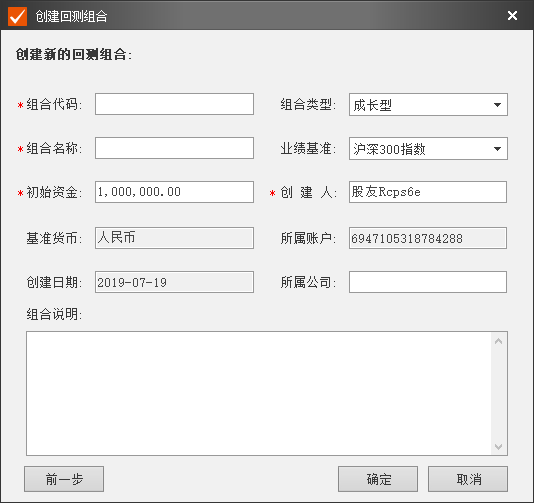 创建回测组合
创建新的回测组合:
*组合代码: 组合类型: 成长型
*组合名称: 业绩基准: 沪深300指数
*初始资金: 1,000,000.00 *创 建 人: 股友Rcps6e
基准货币: 人民币 所属账户: 6947105318784288
创建日期: 2019-07-19 所属公司:
组合说明:
前一步 确定 取消